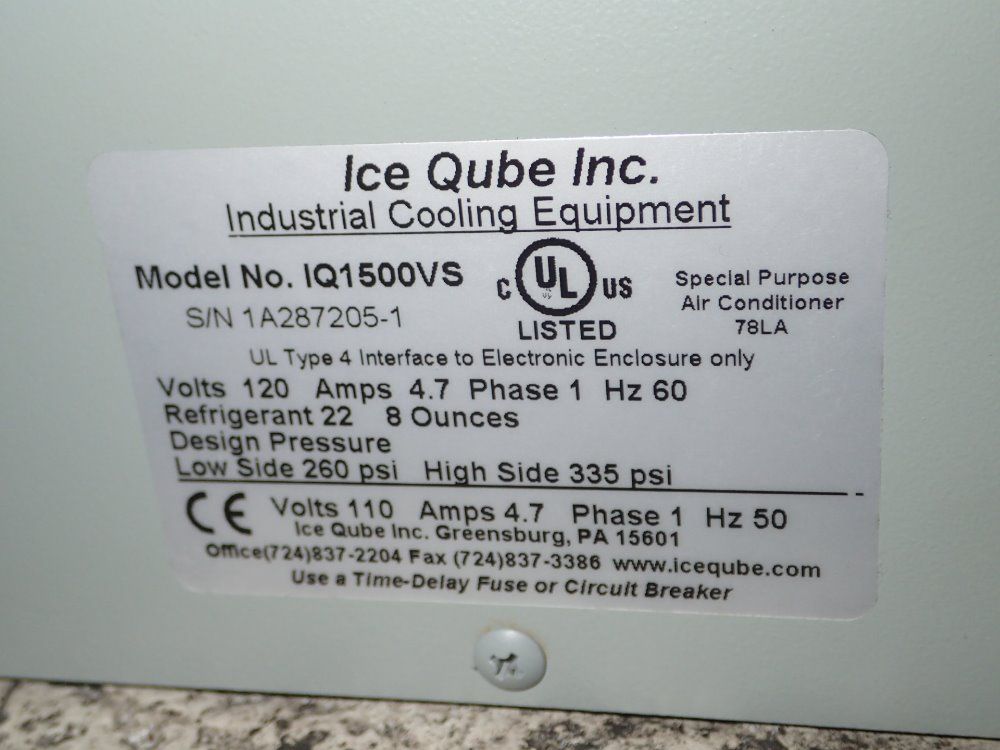 Ice Qube Inc.
Industrial Cooling Equipment
Model No. IQ1500VS
S/N 1A287205-1
C UL US
LISTED
Special Purpose
Air Conditioner
78LA
UL Type 4 Interface to Electronic Enclosure only
Volts 120 Amps 4.7 Phase 1 Hz 60
Refrigerant 22 8 Ounces
Design Pressure
Low Side 260 psi High Side 335 psi
CE Volts 110 Amps 4.7 Phase 1 Hz 50
Ice Qube Inc. Greensburg, PA 15601
Office(724)837-2204 Fax (724)837-3386 www.iceqube.com
Use a Time-Delay Fuse or Circuit Breaker